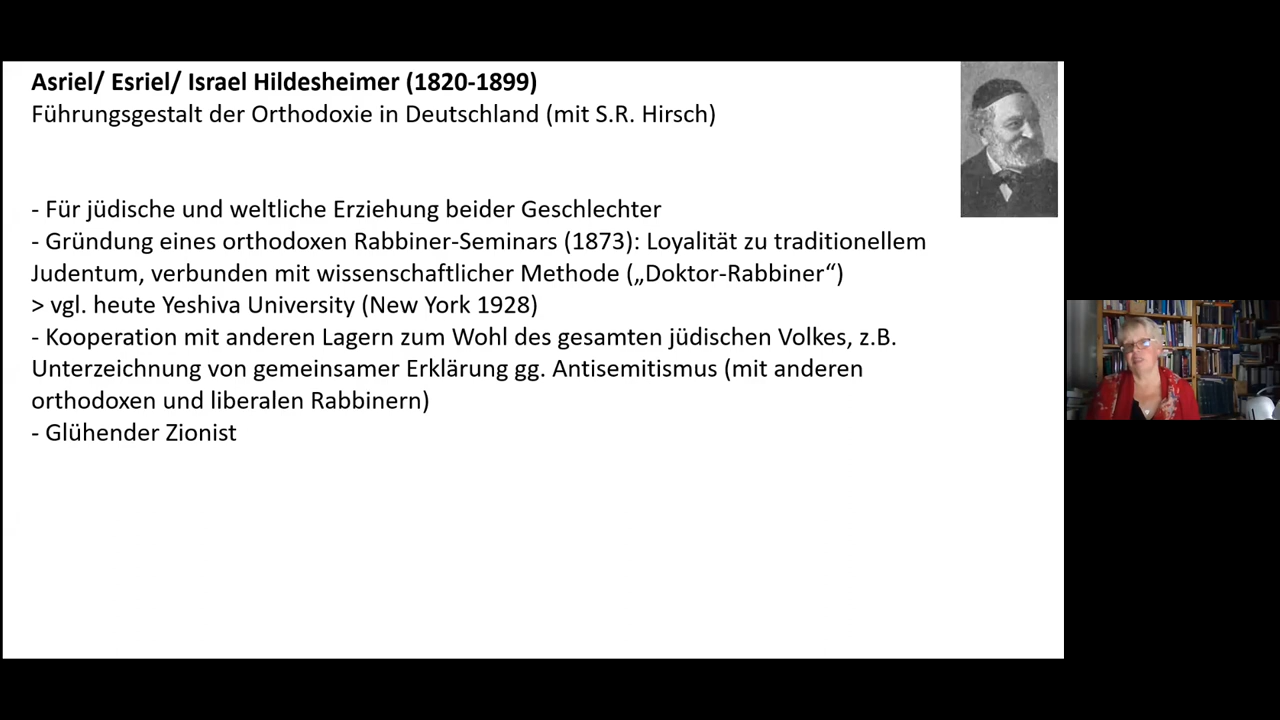 Asriel/ Esriel/ Israel Hildesheimer (1820-1899)
Führungsgestalt der Orthodoxie in Deutschland (mit S.R. Hirsch)
- Für jüdische und weltliche Erziehung beider Geschlechter
- Gründung eines orthodoxen Rabbiner-Seminars (1873): Loyalität zu traditionellem
Judentum, verbunden mit wissenschaftlicher Methode („Doktor-Rabbiner“)
> vgl. heute Yeshiva University (New York 1928)
- Kooperation mit anderen Lagern zum Wohl des gesamten jüdischen Volkes, z.B.
Unterzeichnung von gemeinsamer Erklärung gg. Antisemitismus (mit anderen
orthodoxen und liberalen Rabbinern)
- Glühender Zionist